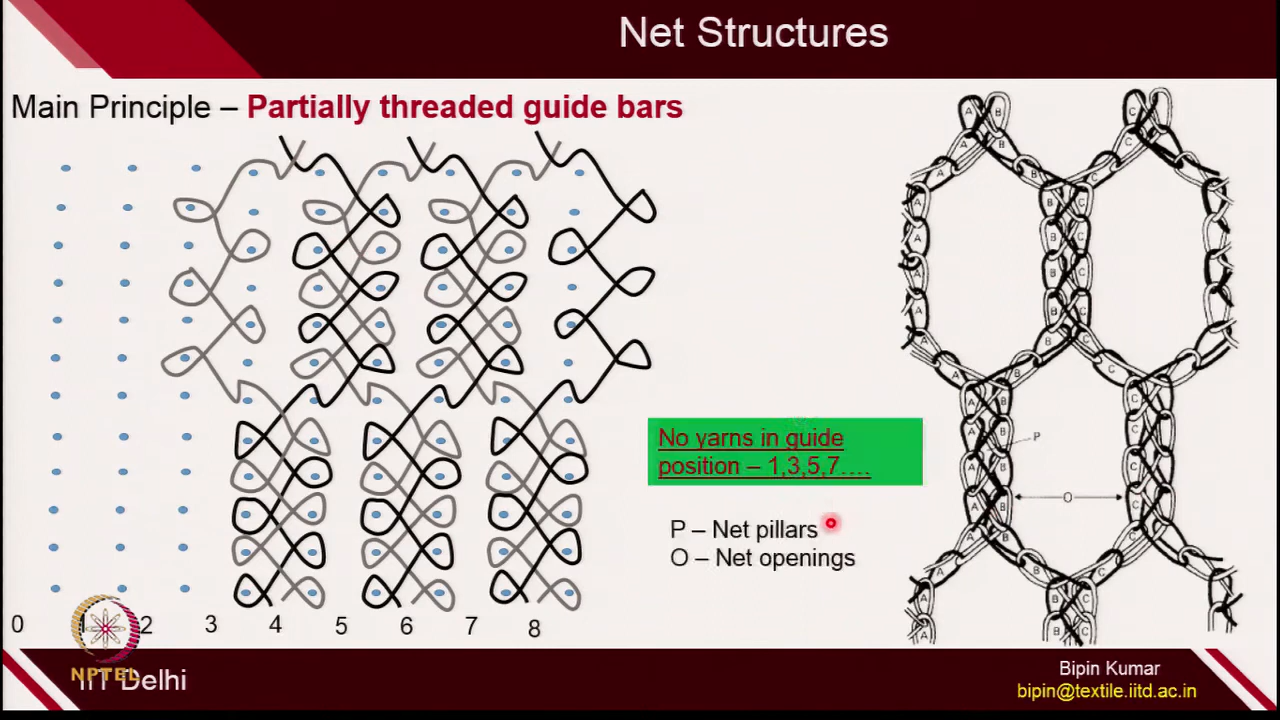 Net Structures
Main Principle – Partially threaded guide bars
No yarns in guide
position – 1,3,5,7....
P – Net pillars
O – Net openings
A B C
A B C
A A B C
A B C
A B C
A B C
A A B C
A B C
A B C P
A B C
A B C
O
A B C
A B C
A B C
A B C
0 2 3 4 5 6 7 8
NPTEL
IIT Delhi
Bipin Kumar
bipin@textile.iitd.ac.in